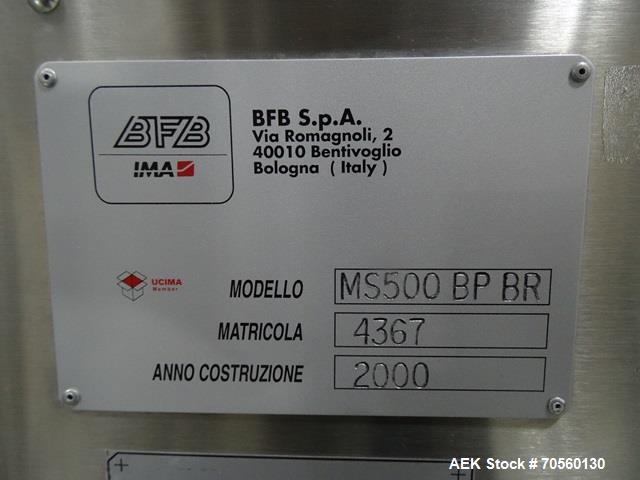 BFB
IMA
BFB S.p.A.
Via Romagnoli, 2
40010 Bentivoglio
Bologna ( Italy )
UCIMA
Member
MODELLO MS500 BP BR
MATRICOLA 4367
ANNO COSTRUZIONE 2000
AEK Stock #70560130